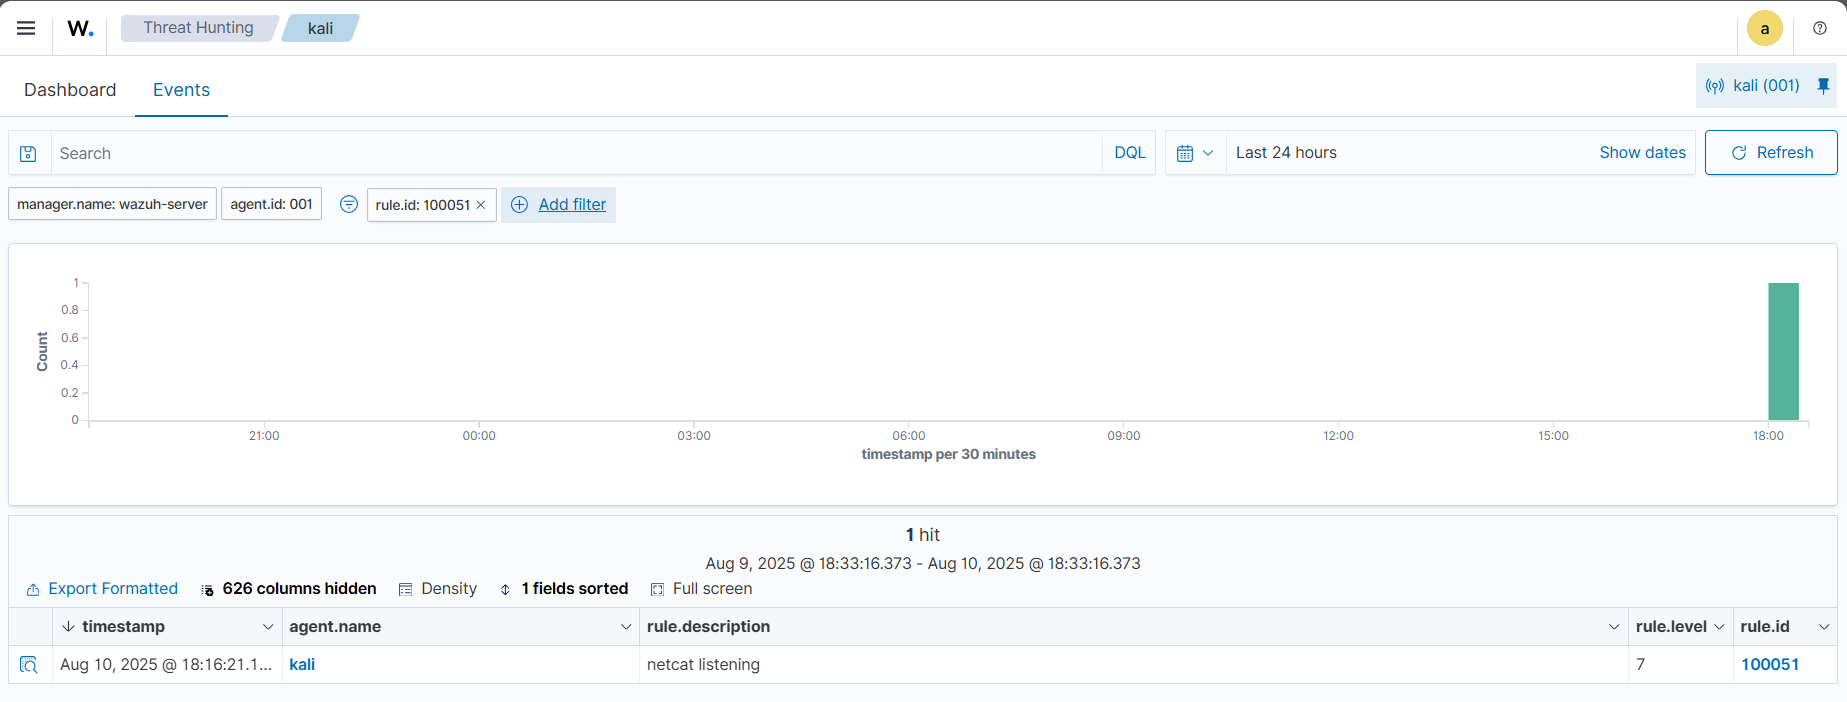 W. Threat Hunting kali a
Dashboard Events kali (001)
Search DQL Last 24 hours Show dates Refresh
manager.name: wazuh-server agent.id: 001 rule.id: 100051 × Add filter
1
0.8
0.6
0.4
0.2
0
Count
21:00 00:00 03:00 06:00 09:00 12:00 15:00 18:00
timestamp per 30 minutes
1 hit
Aug 9, 2025 @ 18:33:16.373 - Aug 10, 2025 @ 18:33:16.373
Export Formatted 626 columns hidden Density 1 fields sorted Full screen
timestamp agent.name rule.description rule.level rule.id
Aug 10, 2025 @ 18:16:21.1... kali netcat listening 7 100051